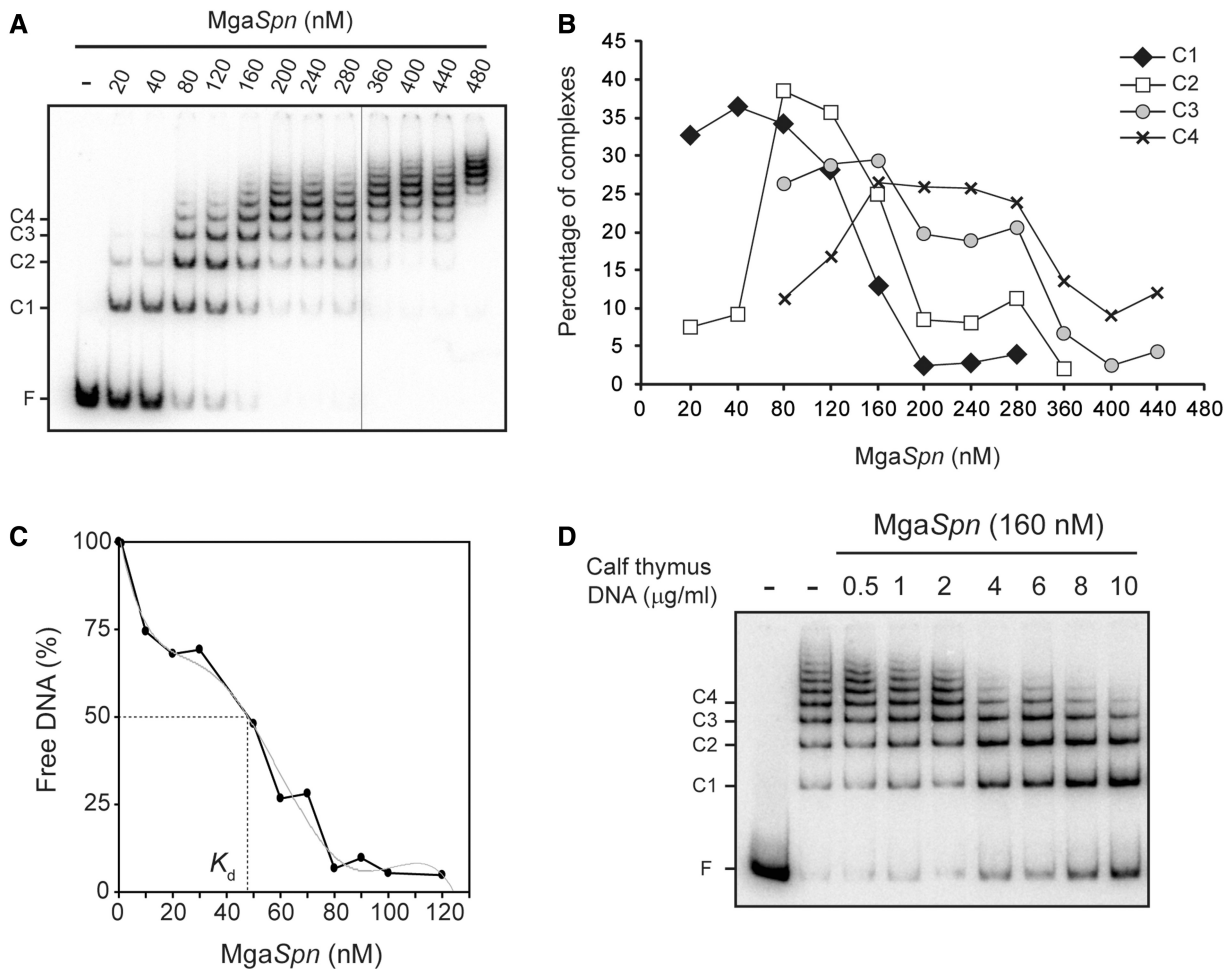 A
MgaSpn (nM)
- 20 40 80 120 160 200 240 280 360 400 440 480
C4
C3
C2
C1
F
B
45
40
35
30
25
20
15
10
5
0
Percentage of complexes
C1
C2
C3
C4
0 20 40 80 120 160 200 240 280 360 400 440 480
MgaSpn (nM)
C
100
75
50
25
0
Free DNA (%)
Kd
0 20 40 60 80 100 120
MgaSpn (nM)
D
MgaSpn (160 nM)
Calf thymus
DNA (μg/ml)
- - 0.5 1 2 4 6 8 10
C4
C3
C2
C1
F